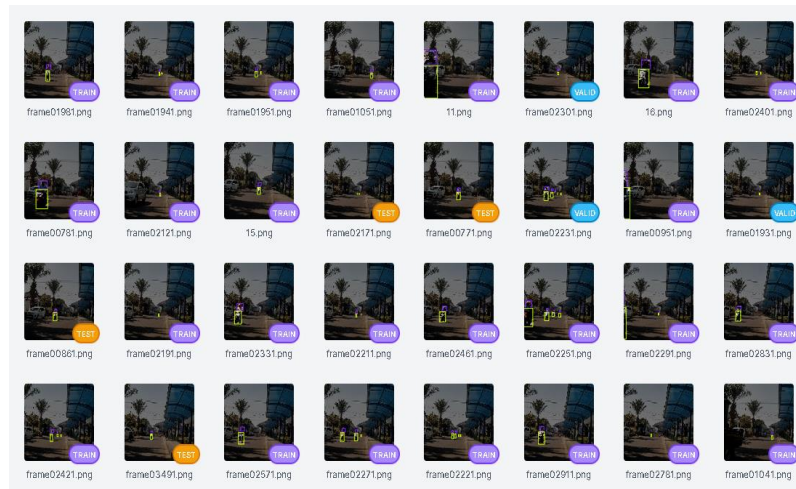 TRAIN TRAIN TRAIN TRAIN TRAIN VALID TRAIN TRAIN
frame01981.png frame01941.png frame01951.png frame01051.png 11.png frame02301.png 16.png frame02401.png
TRAIN TRAIN TRAIN TEST TEST VALID TRAIN VALID
frame00781.png frame02121.png 15.png frame02171.png frame00771.png frame02231.png frame00951.png frame01931.png
TEST TRAIN TRAIN TRAIN TRAIN TRAIN TRAIN TRAIN
frame00861.png frame02191.png frame02331.png frame02211.png frame02461.png frame02251.png frame02291.png frame02831.png
TRAIN TEST TRAIN TRAIN TRAIN TRAIN TRAIN TRAIN
frame02421.png frame03491.png frame02571.png frame02271.png frame02221.png frame02911.png frame02781.png frame01041.png